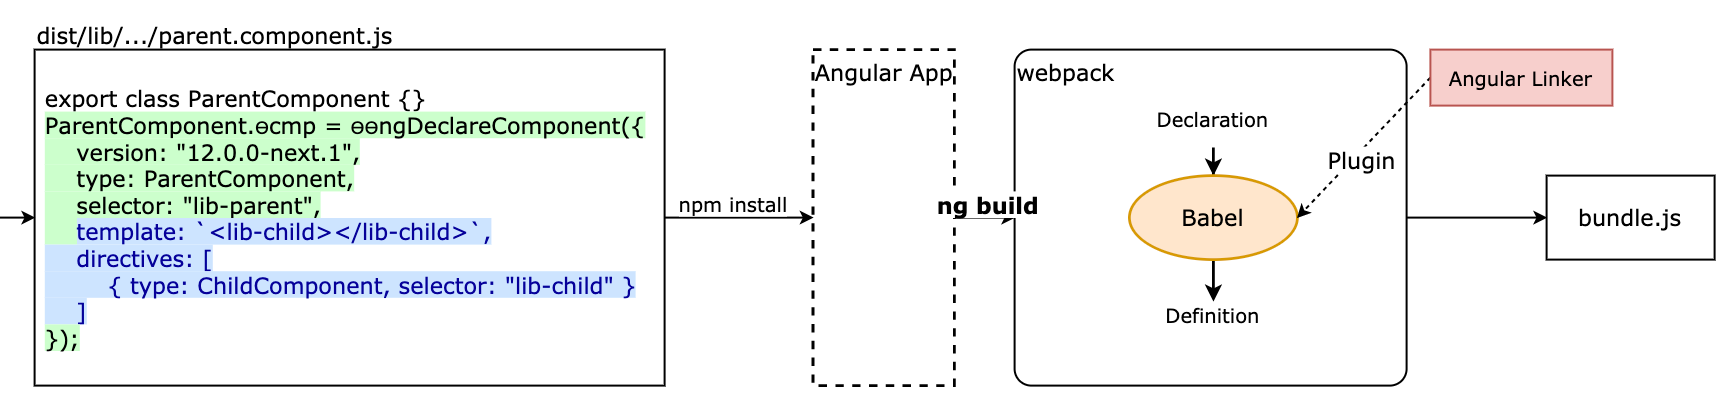 dist/lib/.../parent.component.js
export class ParentComponent {}
ParentComponent.ɵcmp = ɵɵngDeclareComponent({
version: "12.0.0-next.1",
type: ParentComponent,
selector: "lib-parent",
template: `<lib-child></lib-child>`,
directives: [
{ type: ChildComponent, selector: "lib-child" }
]
});
npm install
Angular App
ng build
webpack
Declaration
Babel
Definition
Plugin
Angular Linker
bundle.js